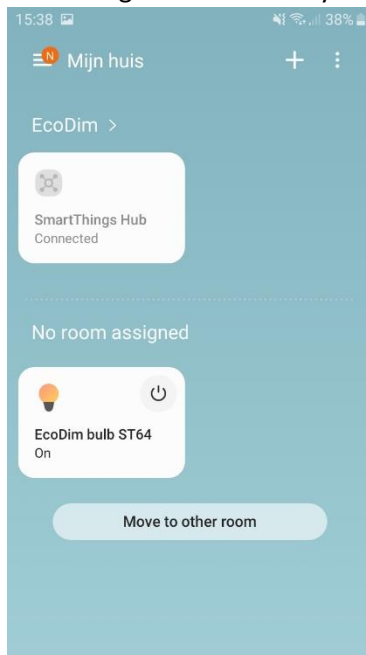 15:38 38%
N
Mijn huis
EcoDim >
SmartThings Hub
Connected
No room assigned
EcoDim bulb ST64
On
Move to other room